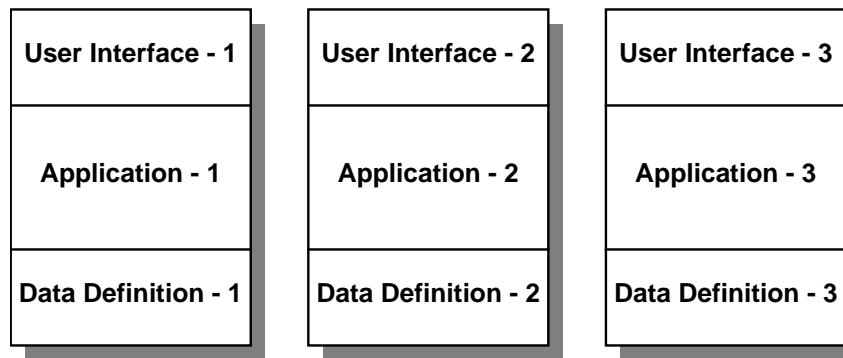 User Interface - 1
User Interface - 2
User Interface - 3
Application - 1
Application - 2
Application - 3
Data Definition - 1
Data Definition - 2
Data Definition - 3